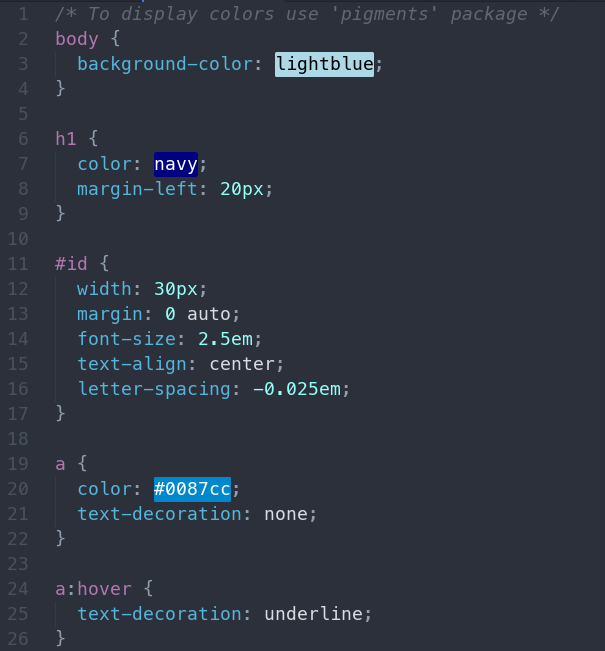 1 /* To display colors use 'pigments' package */
2 body {
3 background-color: lightblue;
4 }
5
6 h1 {
7 color: navy;
8 margin-left: 20px;
9 }
10
11 #id {
12 width: 30px;
13 margin: 0 auto;
14 font-size: 2.5em;
15 text-align: center;
16 letter-spacing: -0.025em;
17 }
18
19 a {
20 color: #0087cc;
21 text-decoration: none;
22 }
23
24 a:hover {
25 text-decoration: underline;
26 }